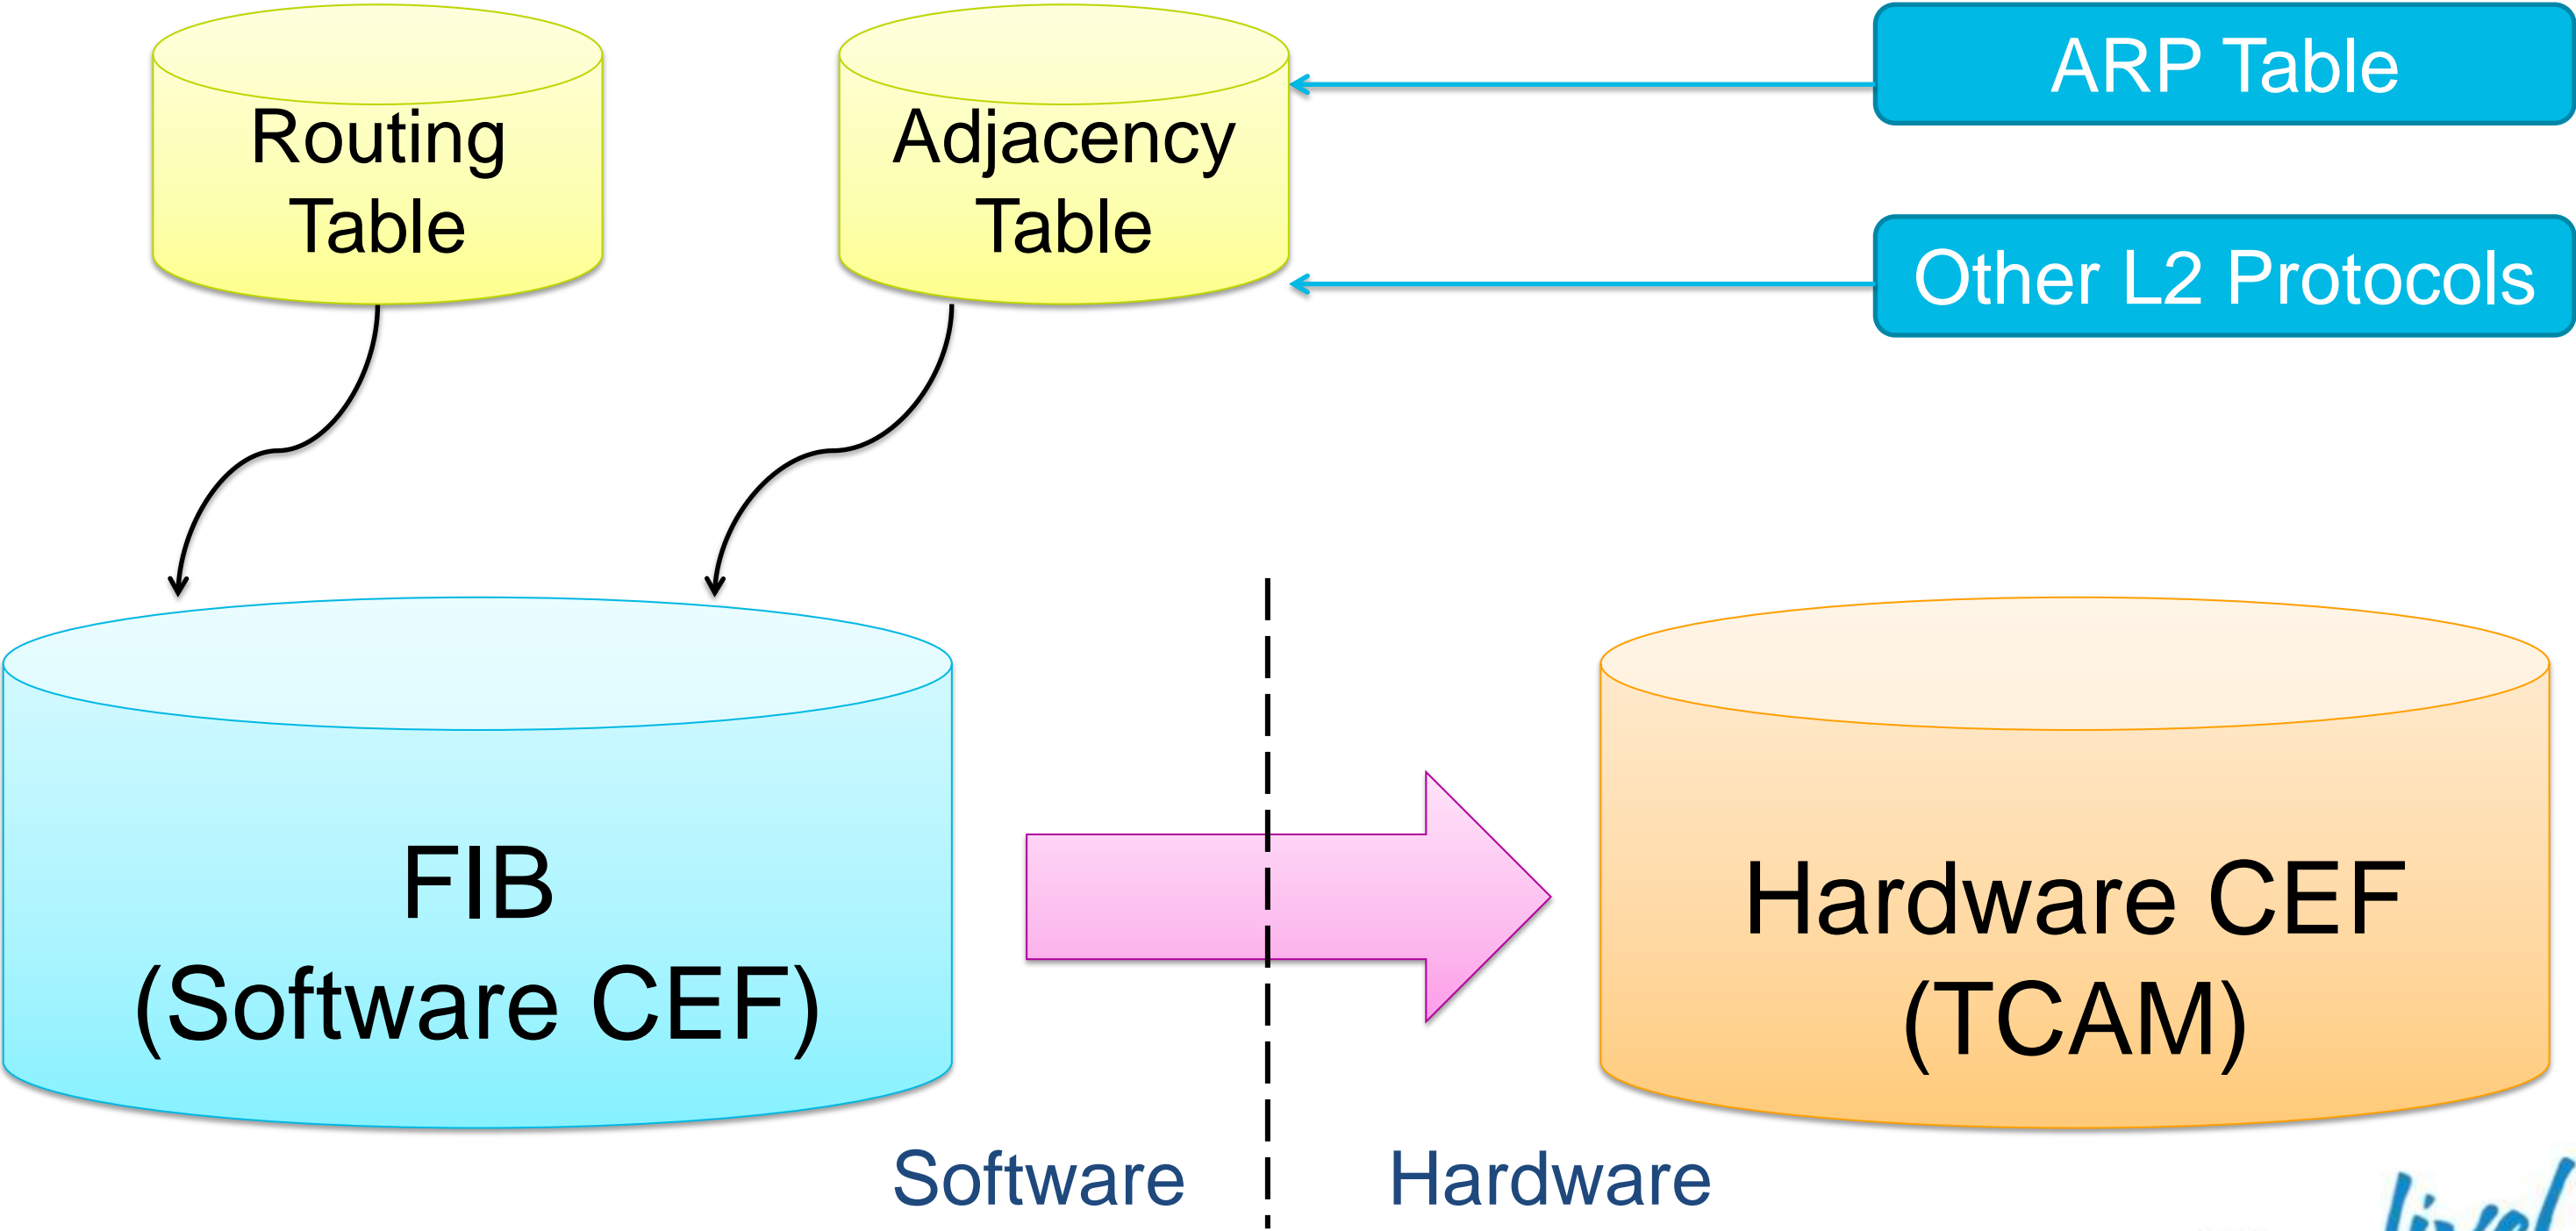 Routing
Table
Adjacency
Table
ARP Table
Other L2 Protocols
FIB
(Software CEF)
Hardware CEF
(TCAM)
Software
Hardware